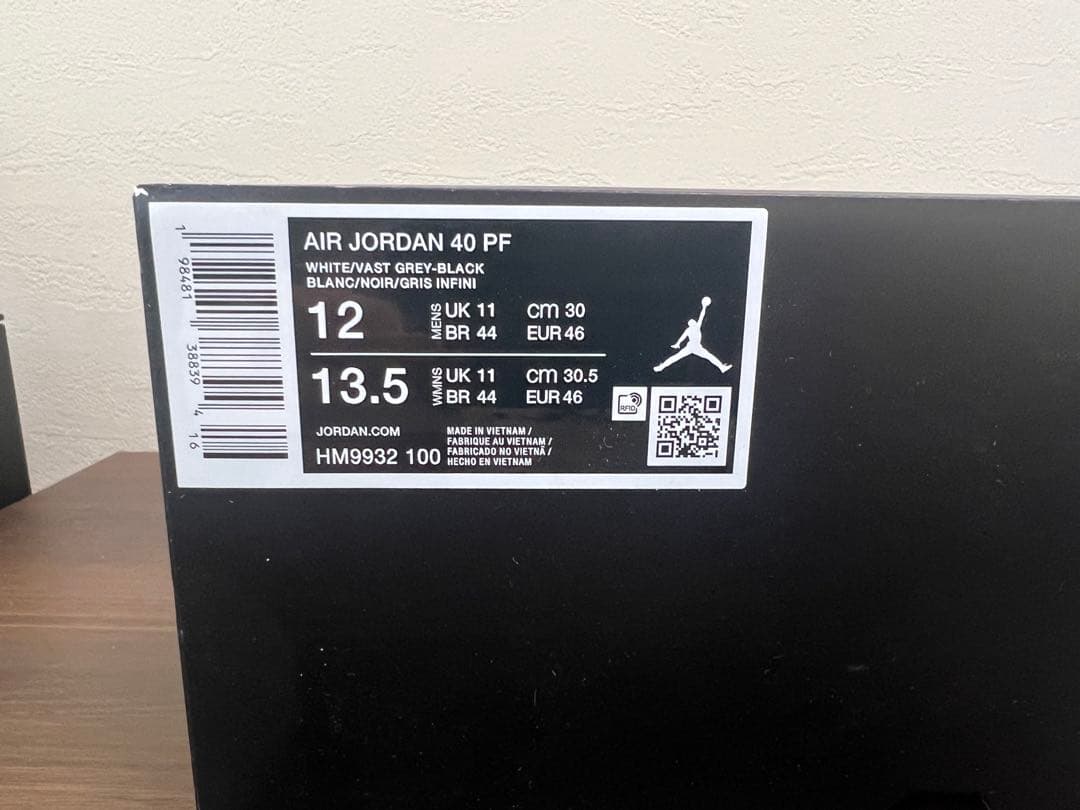 AIR JORDAN 40 PF
WHITE/VAST GREY-BLACK
BLANC/NOIR/GRIS INFINI
12 MENS UK 11 cm 30
BR 44 EUR 46
13.5 WMNS UK 11 cm 30.5
BR 44 EUR 46
JORDAN.COM
HM9932 100
MADE IN VIETNAM /
FABRIQUE AU VIETNAM /
FABRICADO NO VIETNÃ /
HECHO EN VIETNAM
RFID
1 98481 38839 4 16